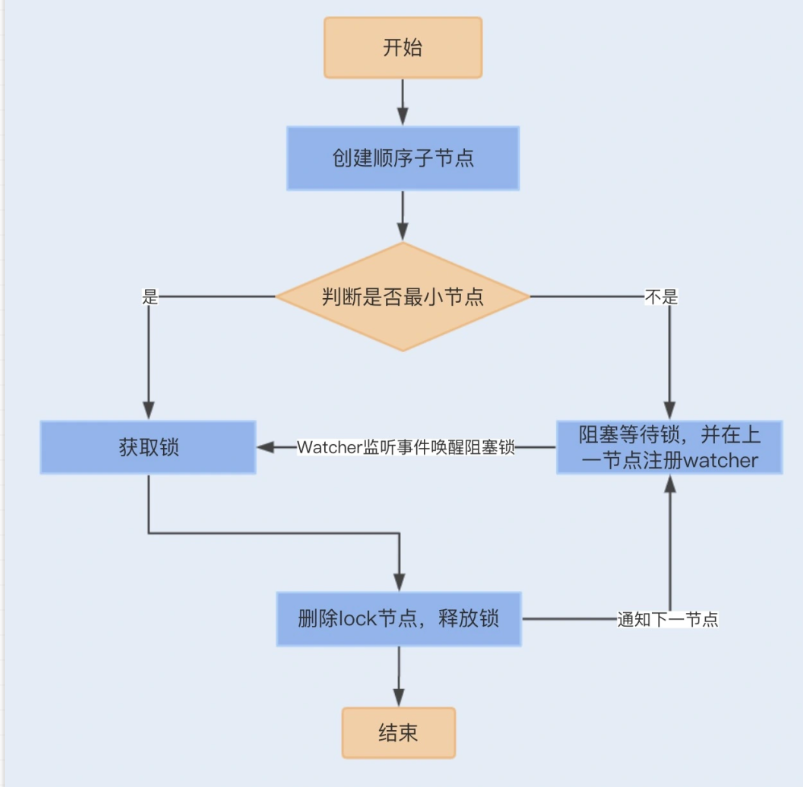 开始
创建顺序子节点
判断是否最小节点
是
不是
获取锁
Watcher监听事件唤醒阻塞锁
阻塞等待锁，并在上
一节点注册watcher
删除lock节点，释放锁
通知下一节点
结束